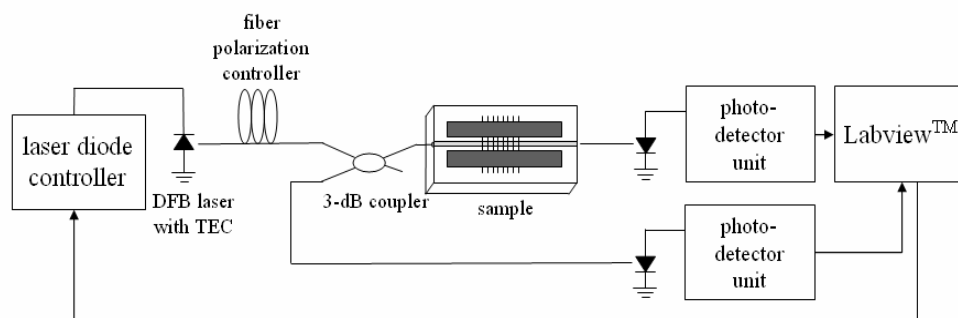 fiber
polarization
controller
laser diode
controller
DFB laser
with TEC
3-dB coupler
sample
photo-
detector
unit
Labview™
photo-
detector
unit